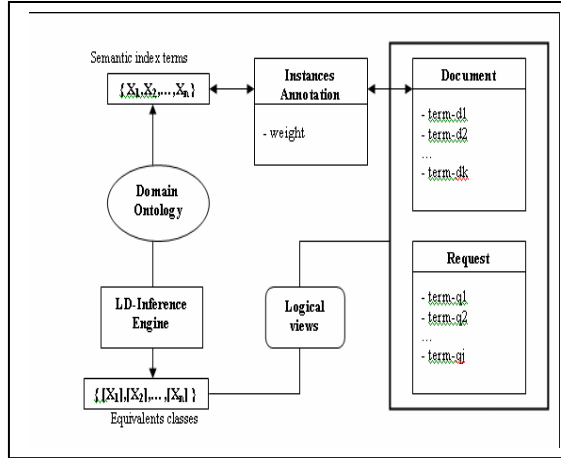 Semantic index terms
{X1,X2,...,Xn}
Instances
Annotation
- weight
Document
- term-d1
- term-d2
...
- term-dk
Domain
Ontology
LD-Inference
Engine
Logical
views
Request
- term-q1
- term-q2
...
- term-qj
{[X1],[X2],...,[Xn]}
Equivalents classes